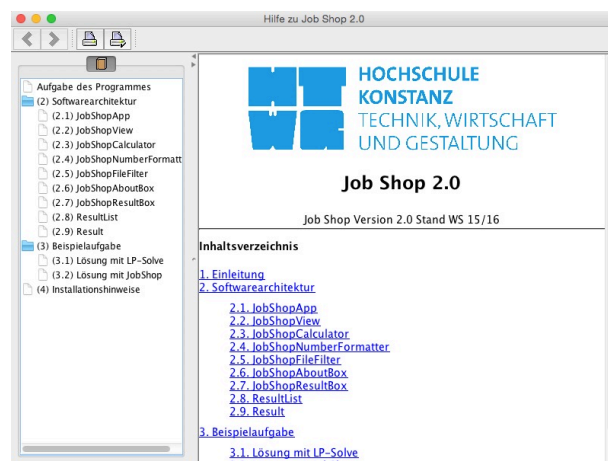 Hilfe zu Job Shop 2.0
Aufgabe des Programmes
(2) Softwarearchitektur
(2.1) JobShopApp
(2.2) JobShopView
(2.3) JobShopCalculator
(2.4) JobShopNumberFormatt
(2.5) JobShopFileFilter
(2.6) JobShopAboutBox
(2.7) JobShopResultBox
(2.8) ResultList
(2.9) Result
(3) Beispielaufgabe
(3.1) Lösung mit LP-Solve
(3.2) Lösung mit JobShop
(4) Installationshinweise
HT
WG
HOCHSCHULE
KONSTANZ
TECHNIK, WIRTSCHAFT
UND GESTALTUNG
Job Shop 2.0
Job Shop Version 2.0 Stand WS 15/16
Inhaltsverzeichnis
1. Einleitung
2. Softwarearchitektur
2.1. JobShopApp
2.2. JobShopView
2.3. JobShopCalculator
2.4. JobShopNumberFormatter
2.5. JobShopFileFilter
2.6. JobShopAboutBox
2.7. JobShopResultBox
2.8. ResultList
2.9. Result
3. Beispielaufgabe
3.1. Lösung mit LP-Solve